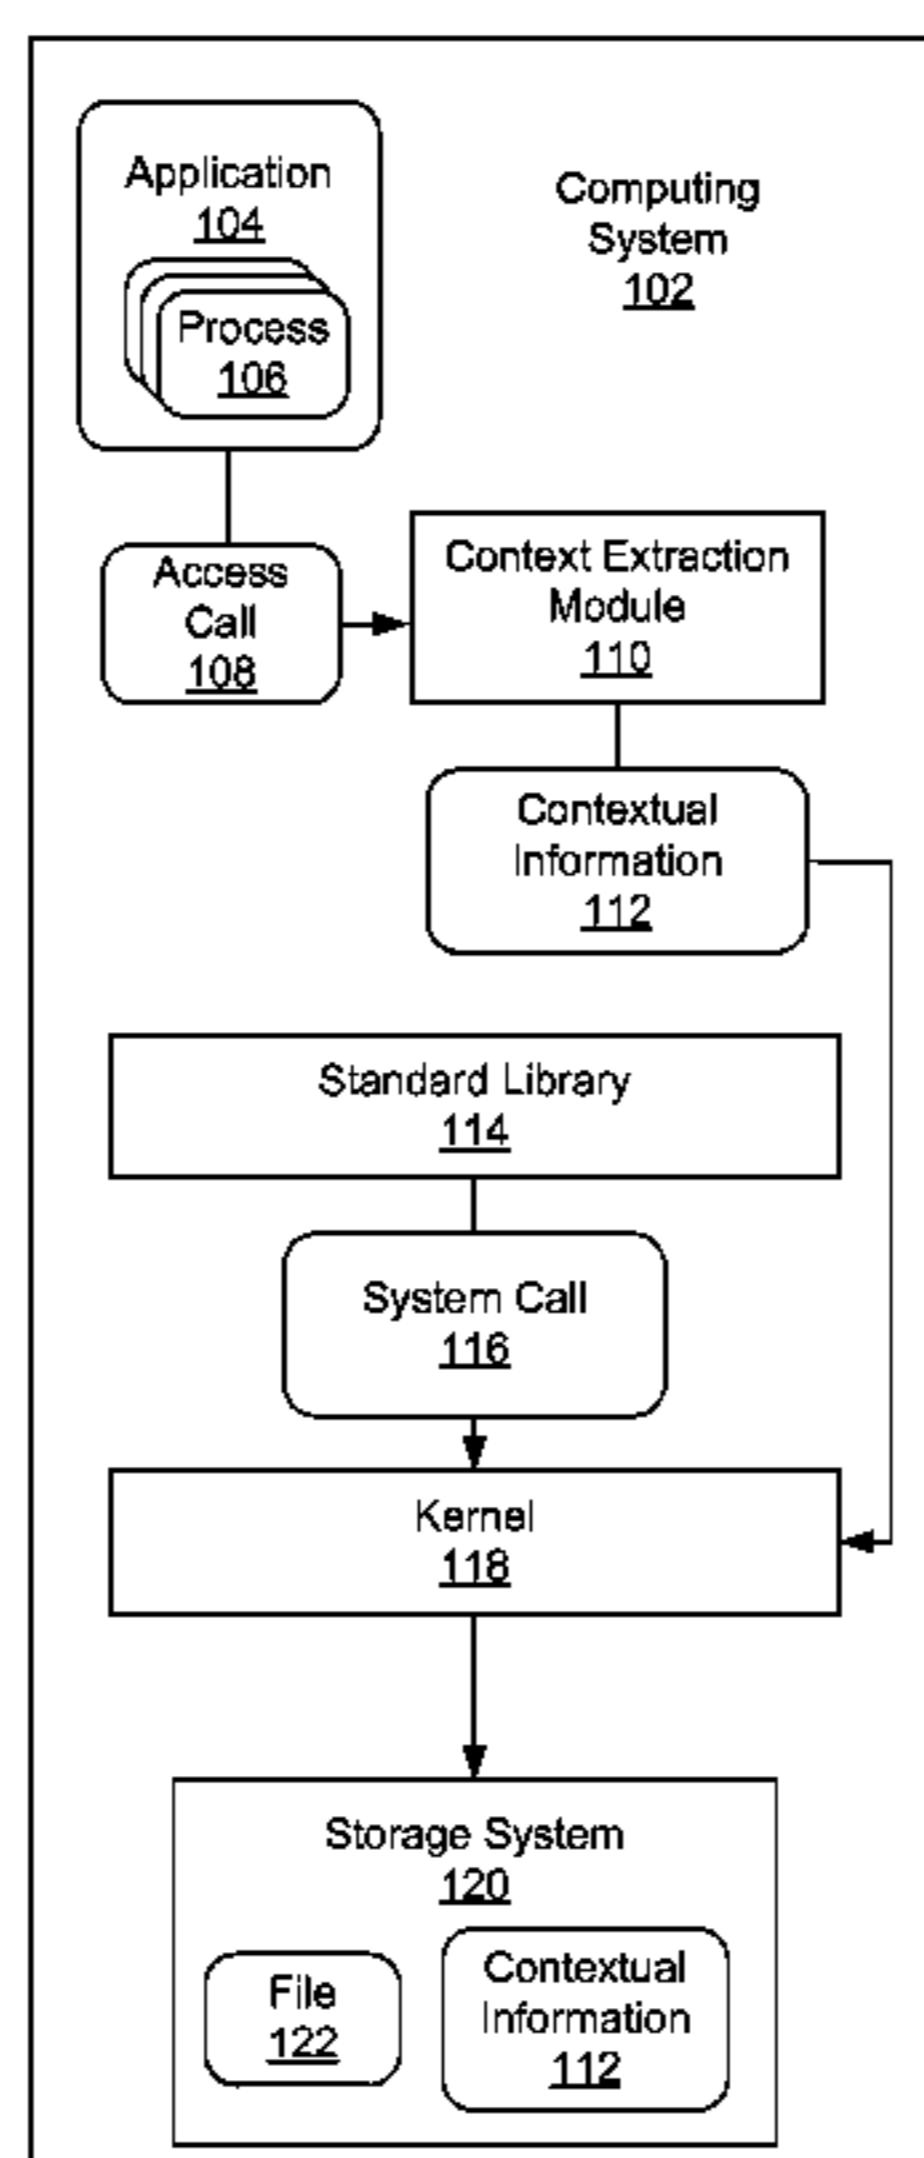 Application
104
Process
106
Computing
System
102
Access
Call
108
Context Extraction
Module
110
Contextual
Information
112
Standard Library
114
System Call
116
Kernel
118
Storage System
120
File
122
Contextual
Information
112